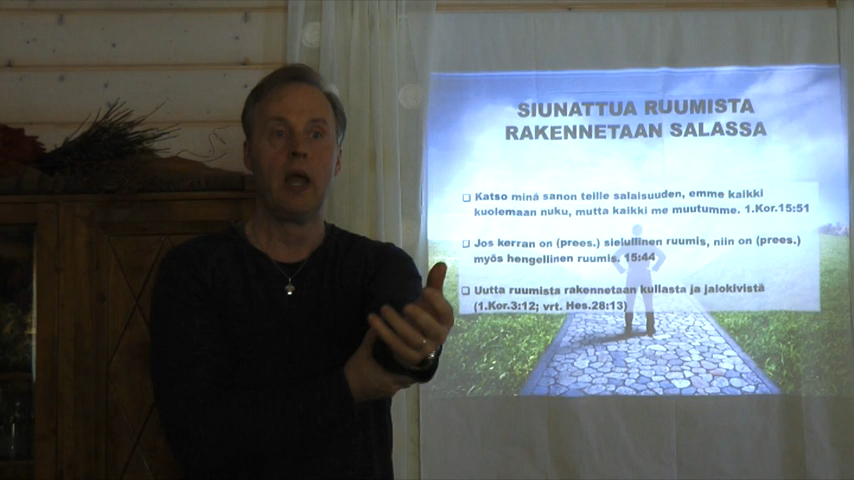 SIUNATTUA RUUMISTA
RAKENNETAAN SALASSA
Katso minä sanon teille salaisuuden, emme kaikki
kuolemaan nuku, mutta kaikki me muutumme. 1.Kor.15:51
Jos kerran on (prees.) sielullinen ruumis, niin on (prees.)
myös hengellinen ruumis. 15:44
Uutta ruumista rakennetaan kullasta ja jalokivistä
(1.Kor.3:12; vrt. Hes.28:13)